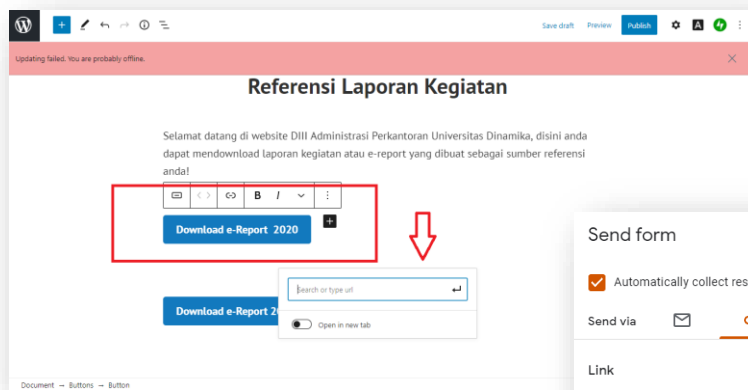 Save draft
Preview
Publish
Updating failed. You are probably offline.
Referensi Laporan Kegiatan
Selamat datang di website DIII Administrasi Perkantoran Universitas Dinamika, disini anda
dapat mendownload laporan kegiatan atau e-report yang dibuat sebagai sumber referensi
anda!
B I
Download e-Report 2020
Search or type url
Open in new tab
Download e-Report
Document → Buttons → Button
Send form
Automatically collect
Send via
Link